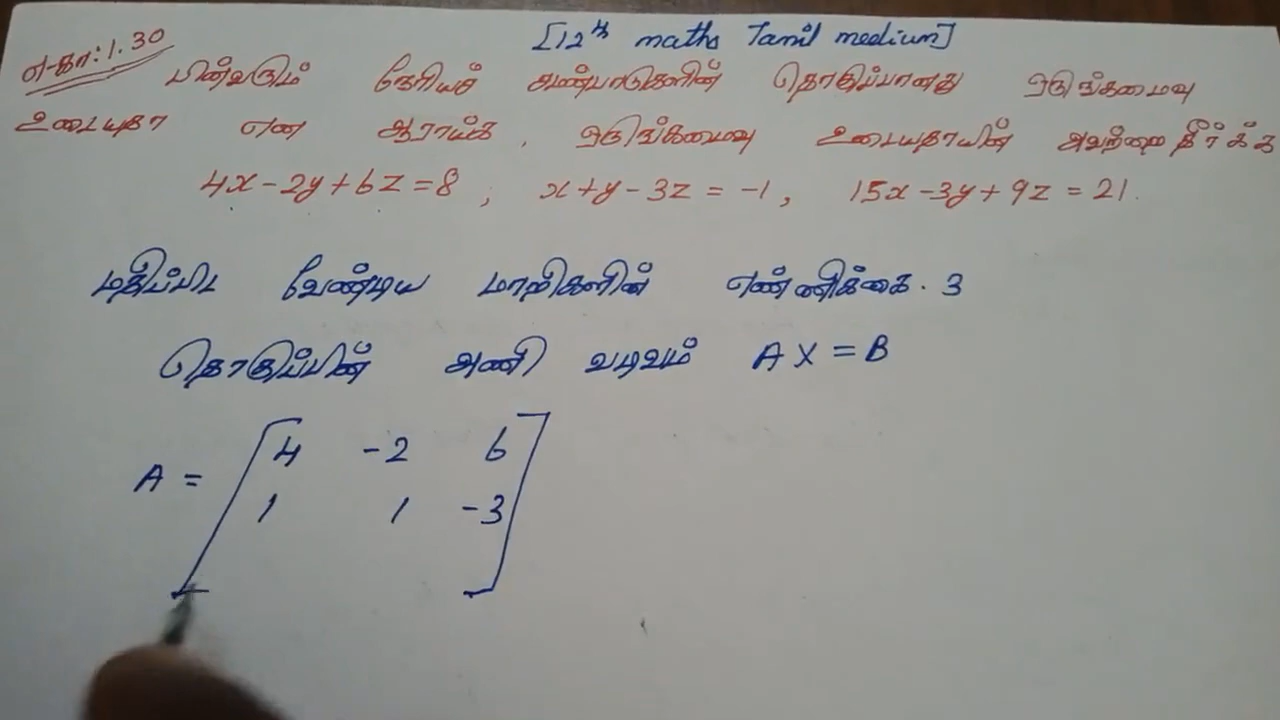 [12th maths Tamil medium]
எ.கா:1.30
பின்வரும் நேரியச் சமன்பாடுகளின் தொகுப்பானது ஒருங்கமைவு
உடையதா என ஆராய்க, ஒருங்கமைவு உடையதாயின் அவற்றை தீர்க்க
4x-2y+6z=8 ; x+y-3z = -1, 15x-3y+9z = 21.
மதிப்பிட வேண்டிய மாறிகளின் எண்ணிக்கை. 3
தொகுப்பின் அணி வடிவம் AX = B
4 -2 6
A =
1 1 -3